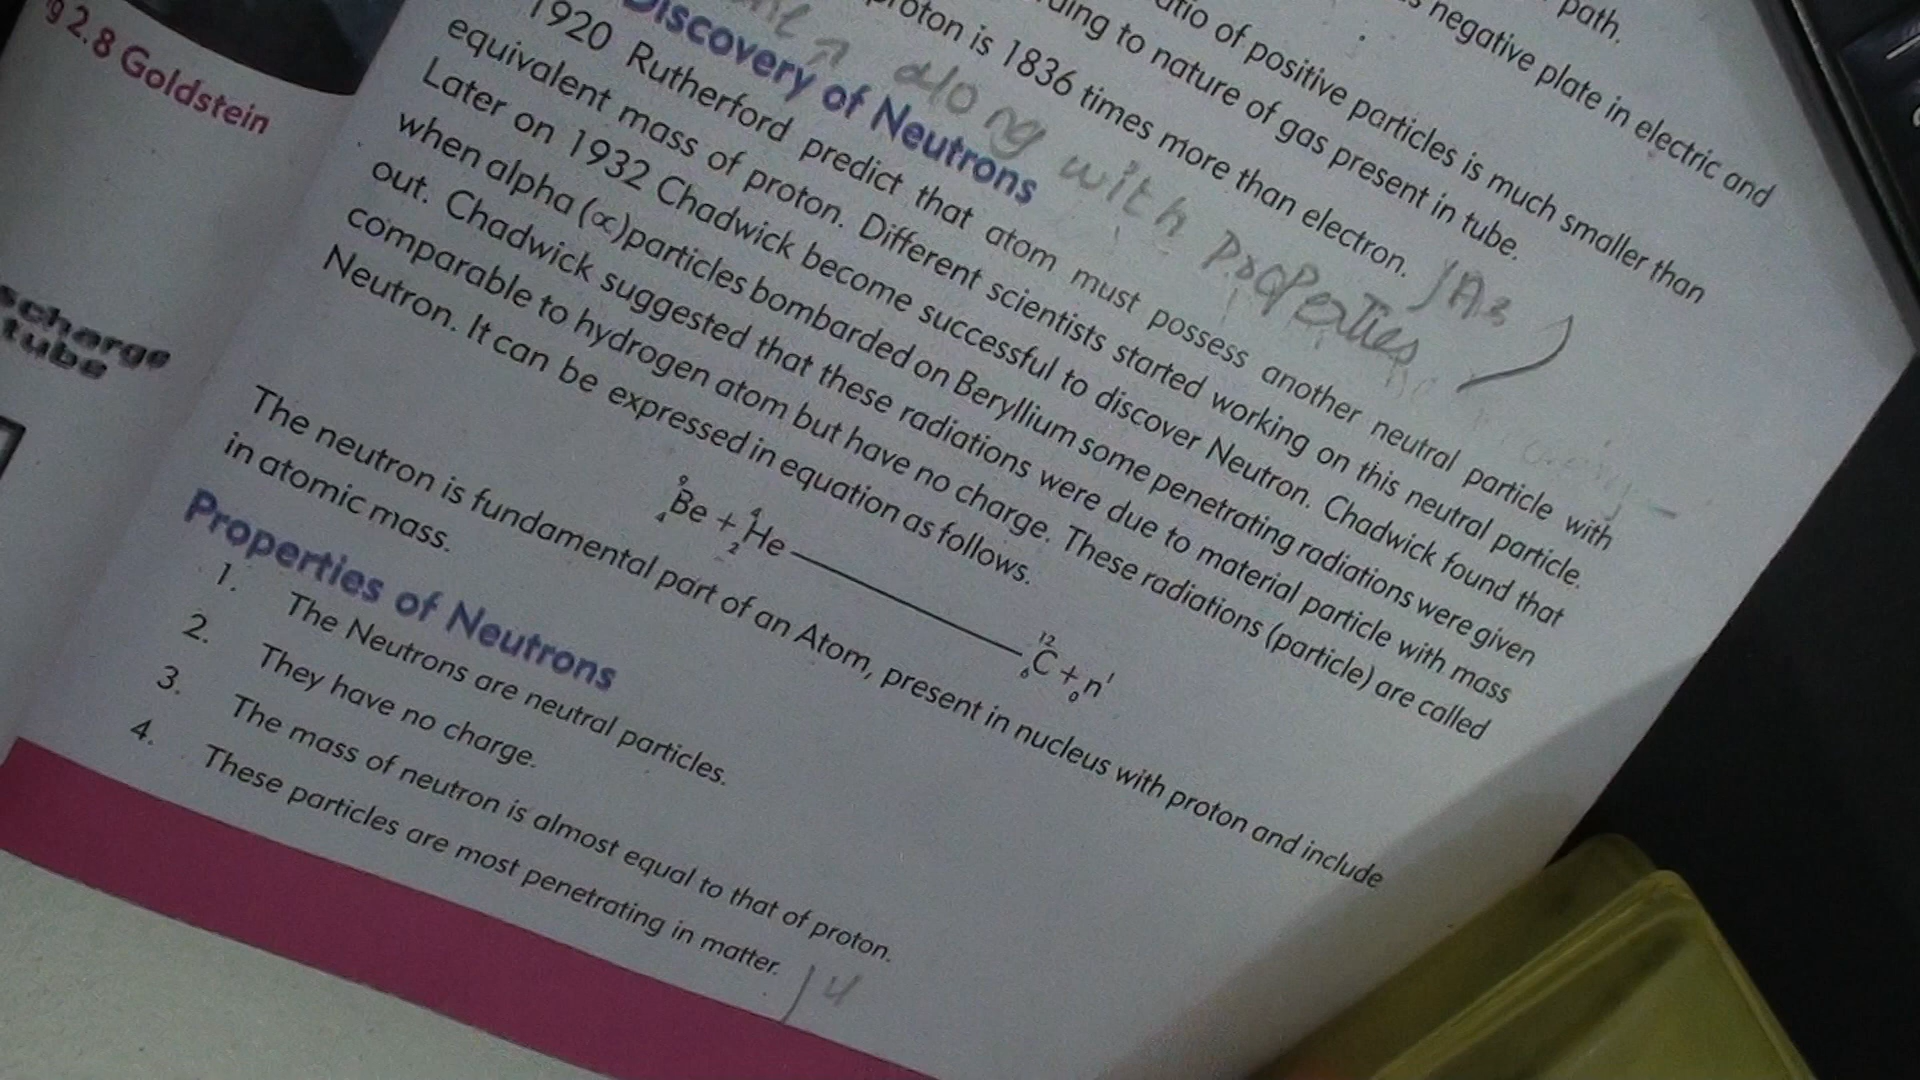 g 2.8 Goldstein
scharge
tube
path.
negative plate in electric and
of positive particles is much smaller than
to nature of gas present in tube.
proton is 1836 times more than electron.
along with properties
Discovery of Neutrons
1920 Rutherford predict that atom must possess another neutral particle with
equivalent mass of proton. Different scientists started working on this neutral particle.
Later on 1932 Chadwick become successful to discover Neutron. Chadwick found that
when alpha (∝)particles bombarded on Beryllium some penetrating radiations were given
out. Chadwick suggested that these radiations were due to material particle with mass
comparable to hydrogen atom but have no charge. These radiations (particle) are called
Neutron. It can be expressed in equation as follows.
⁹₄Be + ⁴₂He ———— ¹²₆C + ₀n¹
The neutron is fundamental part of an Atom, present in nucleus with proton and include
in atomic mass.
Properties of Neutrons
1. The Neutrons are neutral particles.
2. They have no charge.
3. The mass of neutron is almost equal to that of proton.
4. These particles are most penetrating in matter.